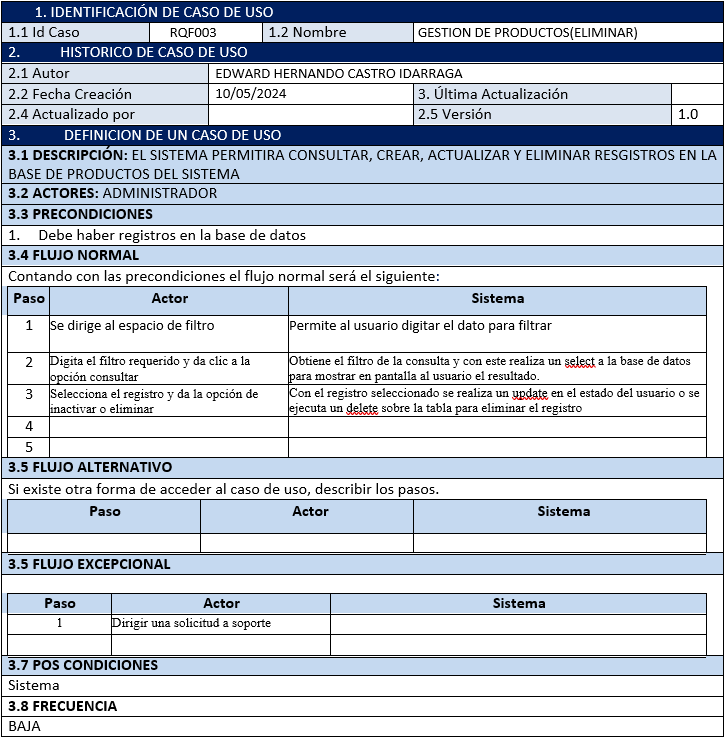 1. IDENTIFICACIÓN DE CASO DE USO
1.1 Id Caso RQF003 1.2 Nombre GESTION DE PRODUCTOS(ELIMINAR)
2. HISTORICO DE CASO DE USO
2.1 Autor EDWARD HERNANDO CASTRO IDARRAGA
2.2 Fecha Creación 10/05/2024 3. Última Actualización
2.4 Actualizado por 2.5 Versión 1.0
3. DEFINICION DE UN CASO DE USO
3.1 DESCRIPCIÓN: EL SISTEMA PERMITIRA CONSULTAR, CREAR, ACTUALIZAR Y ELIMINAR RESGISTROS EN LA
BASE DE PRODUCTOS DEL SISTEMA
3.2 ACTORES: ADMINISTRADOR
3.3 PRECONDICIONES
1. Debe haber registros en la base de datos
3.4 FLUJO NORMAL
Contando con las precondiciones el flujo normal será el siguiente:
Paso Actor Sistema
1 Se dirige al espacio de filtro Permite al usuario digitar el dato para filtrar
2 Digita el filtro requerido y da clic a la Obtiene el filtro de la consulta y con este realiza un select a la base de datos
opción consultar para mostrar en pantalla al usuario el resultado.
3 Selecciona el registro y da la opción de Con el registro seleccionado se realiza un update en el estado del usuario o se
inactivar o eliminar ejecuta un delete sobre la tabla para eliminar el registro
4
5
3.5 FLUJO ALTERNATIVO
Si existe otra forma de acceder al caso de uso, describir los pasos.
Paso Actor Sistema
3.5 FLUJO EXCEPCIONAL
Paso Actor Sistema
1 Dirigir una solicitud a soporte
3.7 POS CONDICIONES
Sistema
3.8 FRECUENCIA
BAJA